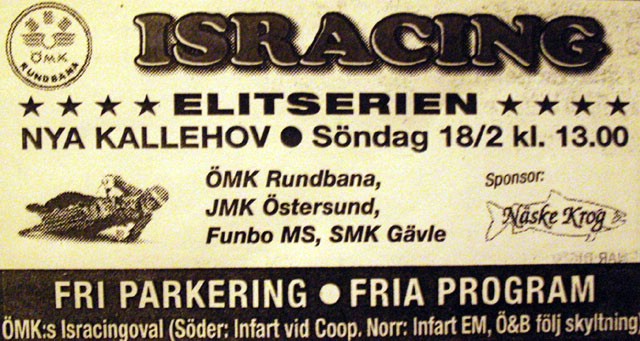 ÖMK
RUNDBANA
ISRACING
★ ★ ★ ★ ★ ELITSERIEN ★ ★ ★ ★
NYA KALLEHOV ● Söndag 18/2 kl. 13.00
ÖMK Rundbana,
JMK Östersund,
Funbo MS, SMK Gävle
Sponsor:
Näske Krog
FRI PARKERING ● FRIA PROGRAM
ÖMK:s Isracingoval (Söder: Infart vid Coop. Norr: Infart EM, Ö&B följ skyltning)